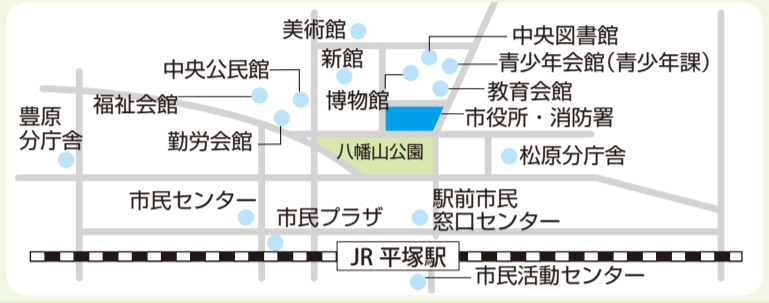 美術館
中央図書館
新館
青少年会館（青少年課）
中央公民館
教育会館
福祉会館
博物館
豊原
分庁舎
市役所・消防署
勤労会館
八幡山公園
松原分庁舎
市民センター
駅前市民
窓口センター
市民プラザ
JR 平塚駅
市民活動センター